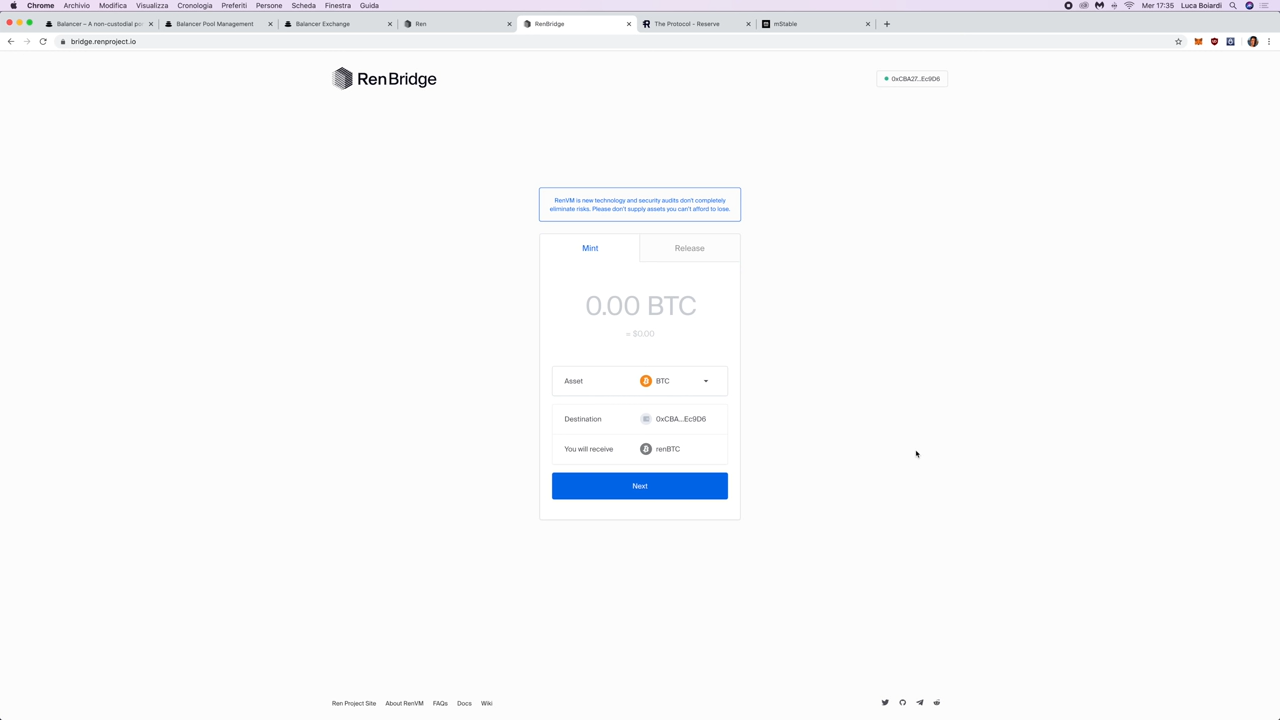 Chrome Archivio Modifica Visualizza Cronologia Preferiti Persone Scheda Finestra Guida Mer 17:35 Luca Boiardi
Balancer – A non-custodial po Balancer Pool Management Balancer Exchange Ren RenBridge The Protocol - Reserve mStable
bridge.renproject.io
RenBridge
0xCBA27...Ec9D6
RenVM is new technology and security audits don't completely
eliminate risks. Please don't supply assets you can't afford to lose.
Mint Release
0.00 BTC
= $0.00
Asset BTC
Destination 0xCBA...Ec9D6
You will receive renBTC
Next
Ren Project Site About RenVM FAQs Docs Wiki